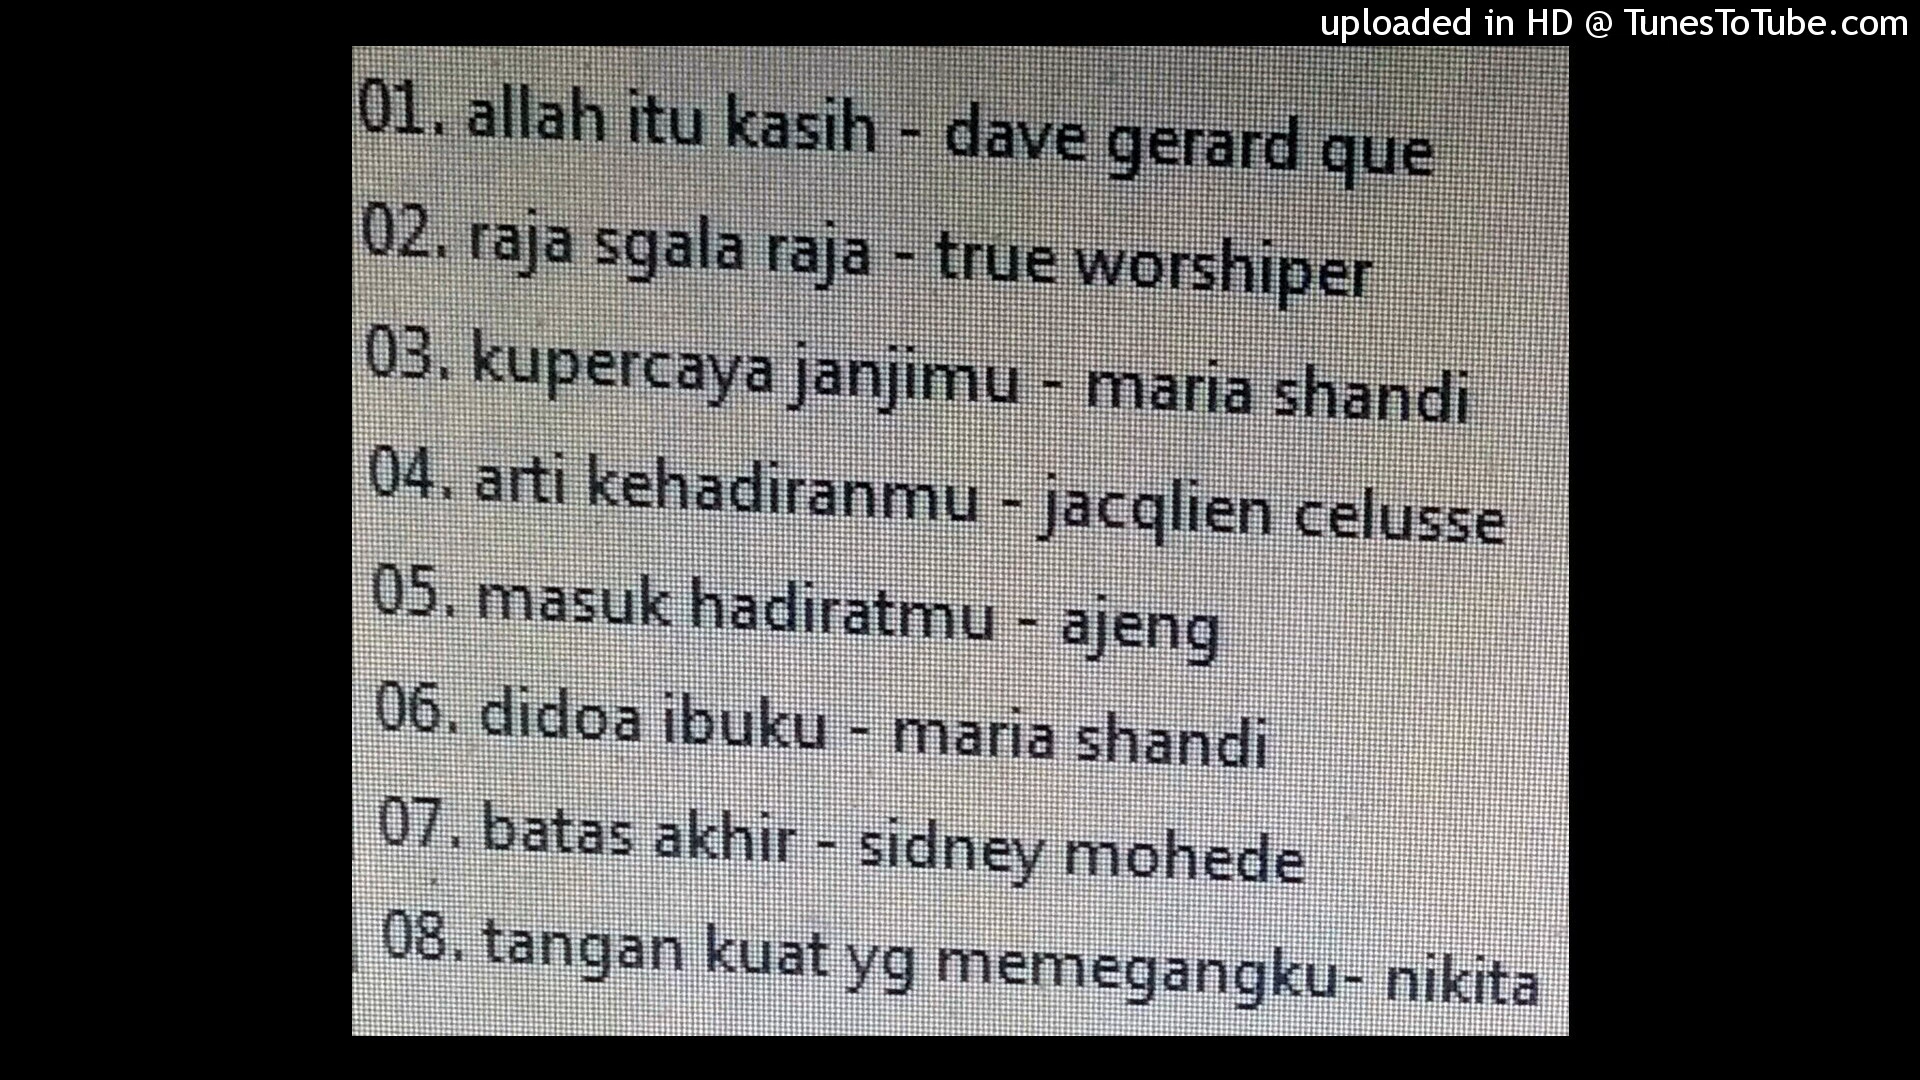 uploaded in HD @ TunesToTube.com
01. allah itu kasih - dave gerard que
02. raja sgala raja - true worshiper
03. kupercaya janjimu - maria shandi
04. arti kehadiranmu - jacqlien celusse
05. masuk hadiratmu - ajeng
06. didoa ibuku - maria shandi
07. batas akhir - sidney mohede
08. tangan kuat yg memegangku- nikita